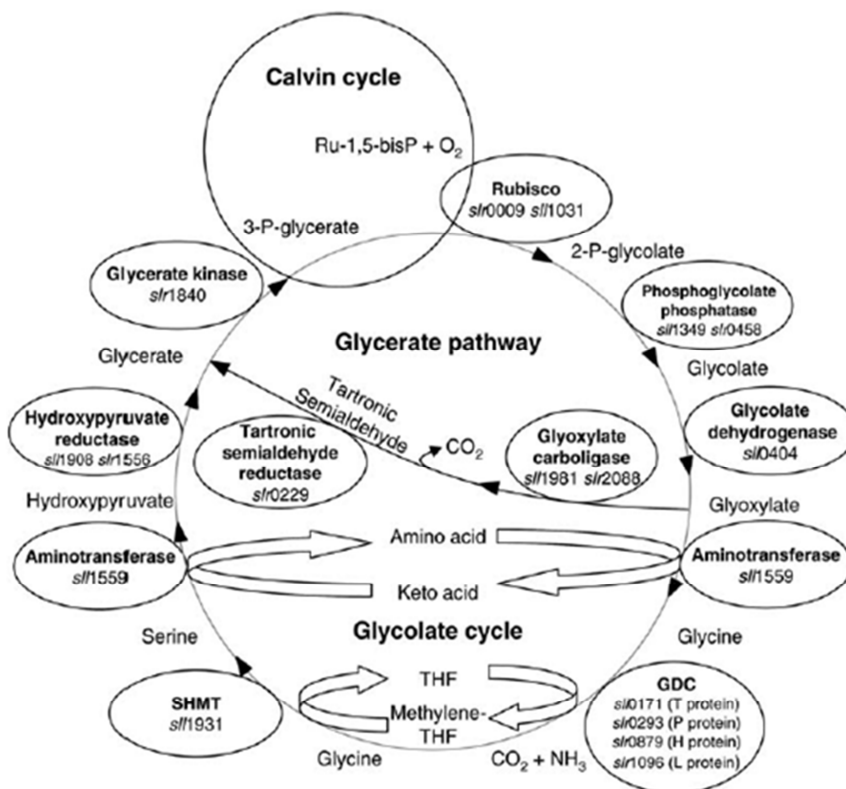 Calvin cycle
Ru-1,5-bisP + O2
Rubisco
slr0009 sll1031
3-P-glycerate
2-P-glycolate
Glycerate kinase
slr1840
Phosphoglycolate
phosphatase
sll1349 slr0458
Glycerate pathway
Glycerate
Glycolate
Tartronic
Semialdehyde
Hydroxypyruvate
reductase
sll1908 slr1556
Tartronic
semialdehyde
reductase
slr0229
CO2
Glyoxylate
carboligase
sll1981 slr2088
Glycolate
dehydrogenase
sll0404
Hydroxypyruvate
Glyoxylate
Aminotransferase
sll1559
Amino acid
Keto acid
Aminotransferase
sll1559
Serine
Glycolate cycle
Glycine
SHMT
sll1931
THF
Methylene-
THF
GDC
sll0171 (T protein)
slr0293 (P protein)
slr0879 (H protein)
slr1096 (L protein)
Glycine
CO2 + NH3